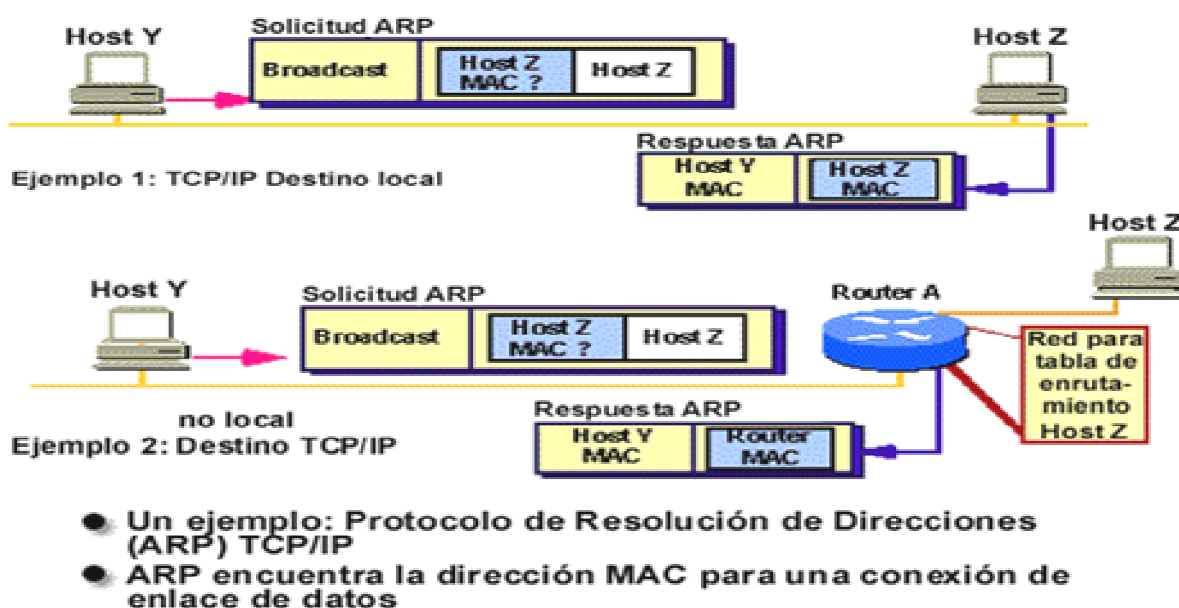 Solicitud ARP
Host Y
Host Z
Broadcast
Host Z
MAC ?
Host Z
Respuesta ARP
Host Y
MAC
Host Z
MAC
Ejemplo 1: TCP/IP Destino local
Host Z
Host Y
Solicitud ARP
Router A
Broadcast
Host Z
MAC ?
Host Z
Red para
tabla de
enruta-
miento
Host Z
Respuesta ARP
Host Y
MAC
Router
MAC
no local
Ejemplo 2: Destino TCP/IP
Un ejemplo: Protocolo de Resolución de Direcciones
(ARP) TCP/IP
ARP encuentra la dirección MAC para una conexión de
enlace de datos